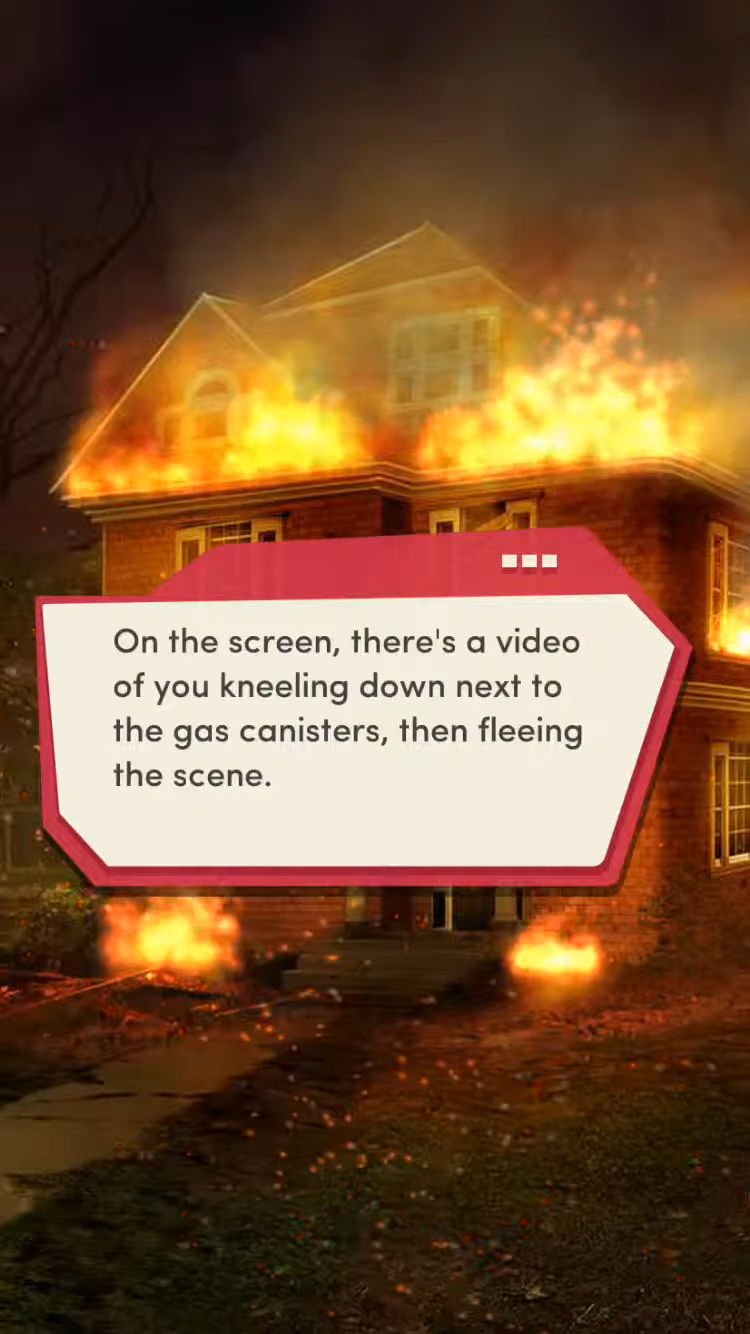 On the screen, there's a video
of you kneeling down next to
the gas canisters, then fleeing
the scene.